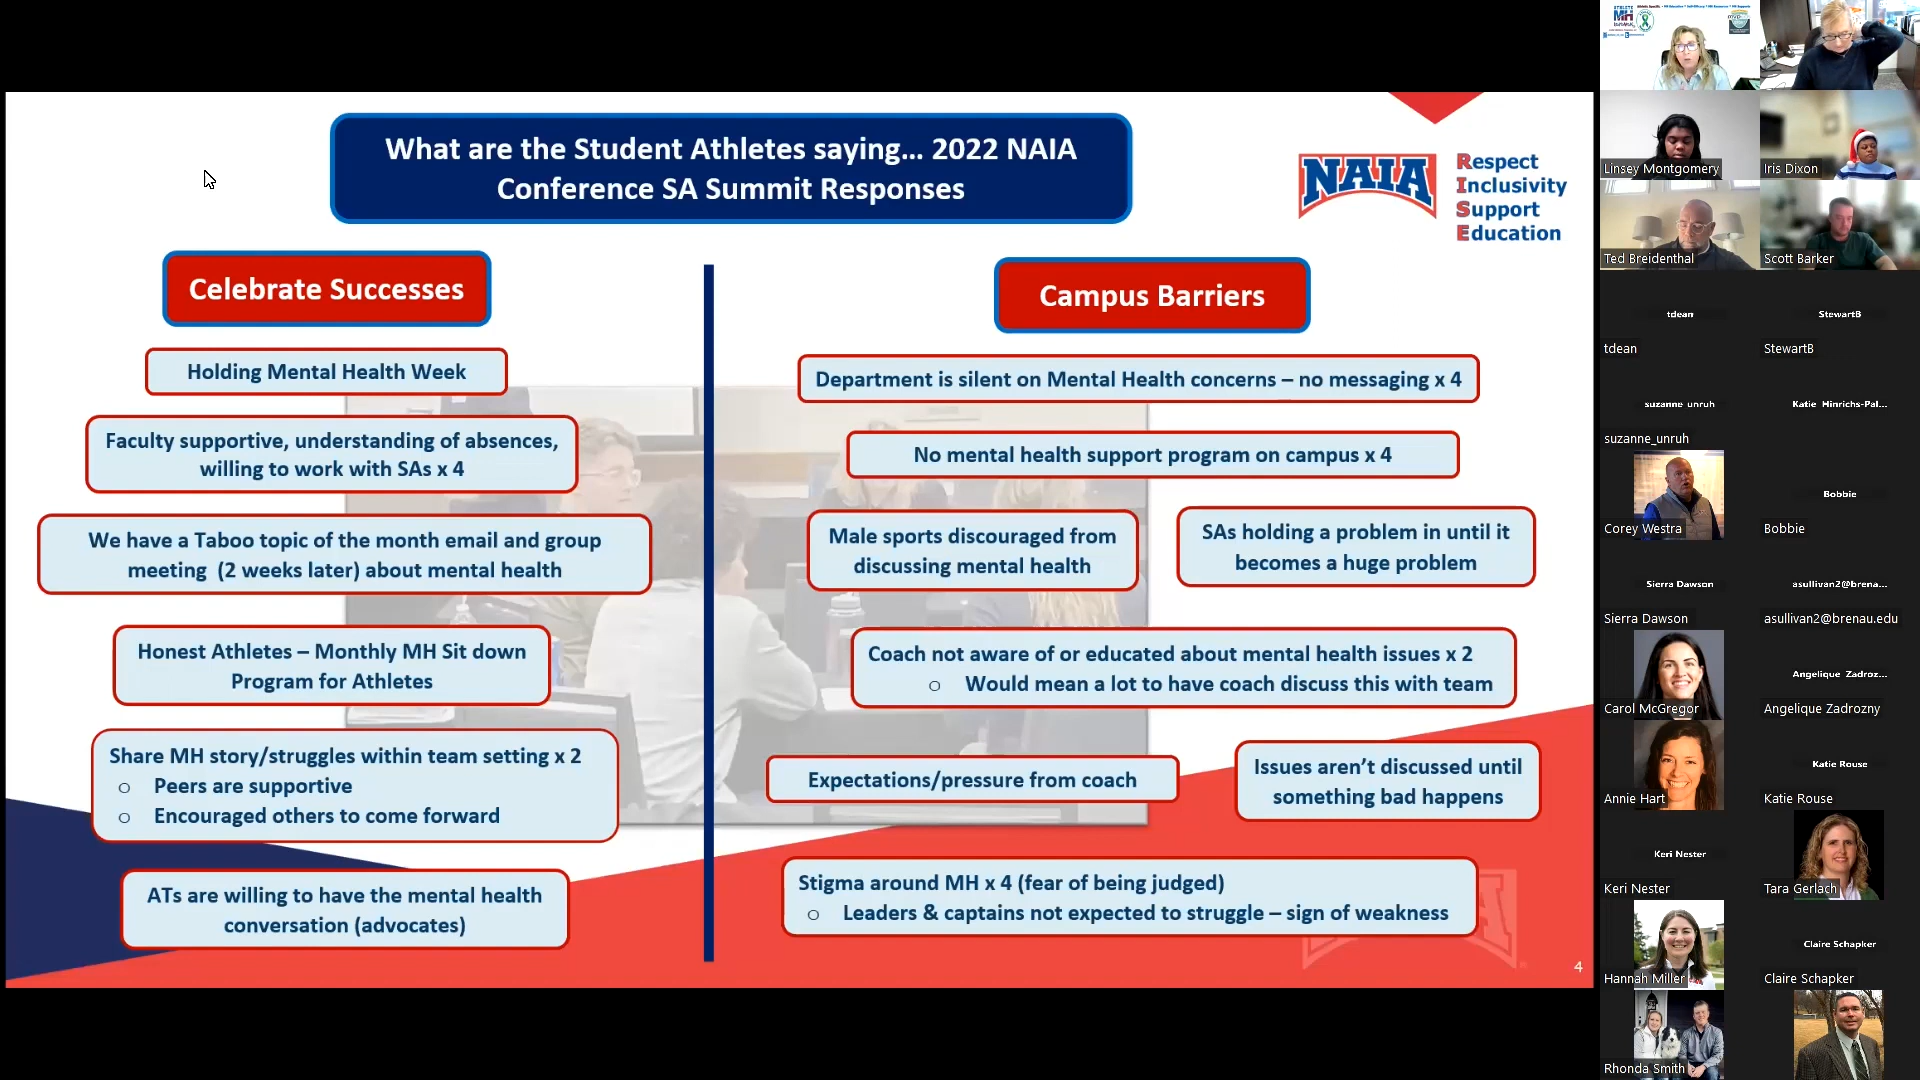 What are the Student Athletes saying... 2022 NAIA
Conference SA Summit Responses
NAIA
Respect
Inclusivity
Support
Education
Celebrate Successes
Holding Mental Health Week
Faculty supportive, understanding of absences,
willing to work with SAs x 4
We have a Taboo topic of the month email and group
meeting (2 weeks later) about mental health
Honest Athletes – Monthly MH Sit down
Program for Athletes
Share MH story/struggles within team setting x 2
o Peers are supportive
o Encouraged others to come forward
ATs are willing to have the mental health
conversation (advocates)
Campus Barriers
Department is silent on Mental Health concerns – no messaging x 4
No mental health support program on campus x 4
Male sports discouraged from
discussing mental health
SAs holding a problem in until it
becomes a huge problem
Coach not aware of or educated about mental health issues x 2
o Would mean a lot to have coach discuss this with team
Expectations/pressure from coach
Issues aren’t discussed until
something bad happens
Stigma around MH x 4 (fear of being judged)
o Leaders & captains not expected to struggle – sign of weakness
4
Linsey Montgomery
Iris Dixon
Ted Breidenthal
Scott Barker
tdean
StewartB
tdean
StewartB
suzanne_unruh
Katie Hinrichs-Pal...
suzanne_unruh
Corey Westra
Bobbie
Bobbie
Sierra Dawson
asullivan2@brena...
Sierra Dawson
asullivan2@brenau.edu
Carol McGregor
Angelique Zadroz...
Angelique Zadrozny
Annie Hart
Katie Rouse
Katie Rouse
Keri Nester
Keri Nester
Tara Gerlach
Hannah Miller
Claire Schapker
Claire Schapker
Rhonda Smith